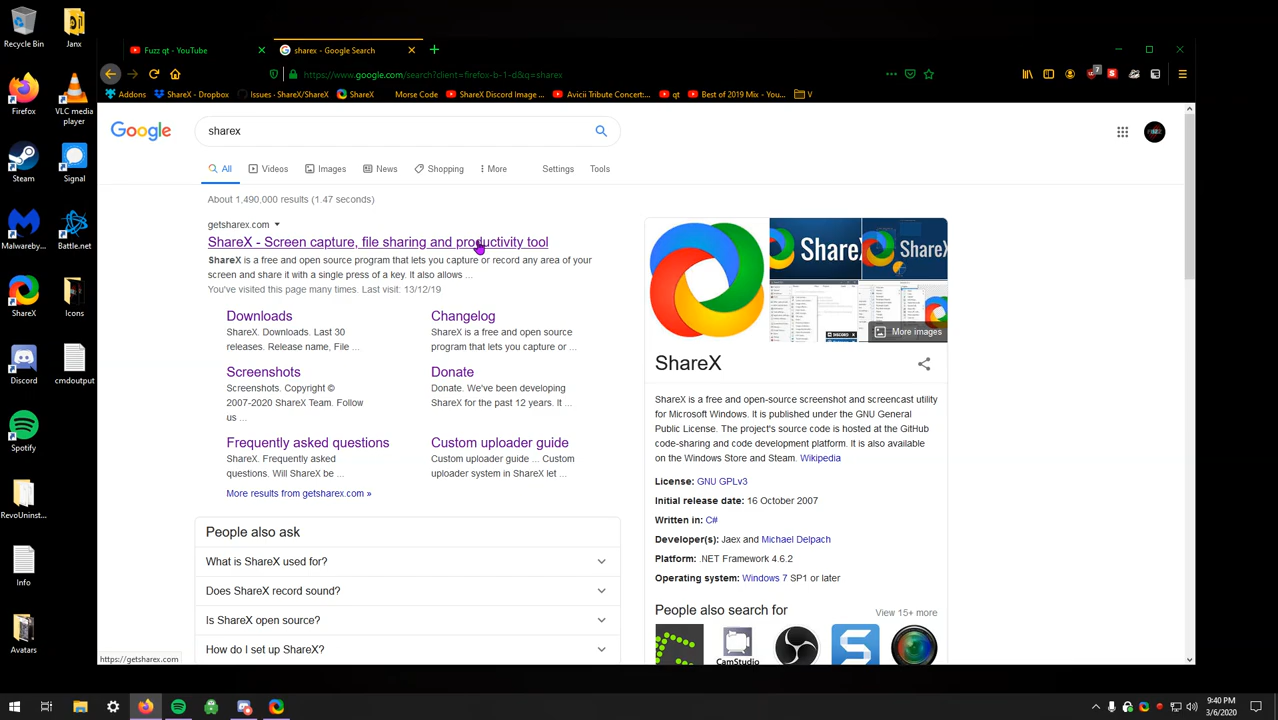 Recycle Bin
Janx
Firefox
VLC media
player
Steam
Signal
Malwareby...
Battle.net
ShareX
Icons
Discord
cmdoutput
Spotify
RevoUninst...
Info
Avatars
Fuzz qt - YouTube
sharex - Google Search
https://www.google.com/search?client=firefox-b-1-d&q=sharex
7
Addons
ShareX - Dropbox
Issues · ShareX/ShareX
ShareX
Morse Code
ShareX Discord Image ...
Avicii Tribute Concert:...
qt
Best of 2019 Mix - You...
V
Google
sharex
FUZZ
All
Videos
Images
News
Shopping
More
Settings
Tools
About 1,490,000 results (1.47 seconds)
getsharex.com
ShareX - Screen capture, file sharing and productivity tool
ShareX is a free and open source program that lets you capture or record any area of your
screen and share it with a single press of a key. It also allows ...
You've visited this page many times. Last visit: 13/12/19
Downloads
ShareX. Downloads. Last 30
releases. Release name, File ...
Changelog
ShareX is a free and open source
program that lets you capture or ...
Screenshots
Screenshots. Copyright ©
2007-2020 ShareX Team. Follow
us ...
Donate
Donate. We've been developing
ShareX for the past 12 years. It ...
Frequently asked questions
ShareX. Frequently asked
questions. Will ShareX be ...
Custom uploader guide
Custom uploader guide ... Custom
uploader system in ShareX let ...
More results from getsharex.com »
People also ask
What is ShareX used for?
Does ShareX record sound?
Is ShareX open source?
How do I set up ShareX?
ShareX
More images
ShareX
ShareX is a free and open-source screenshot and screencast utility
for Microsoft Windows. It is published under the GNU General
Public License. The project's source code is hosted at the GitHub
code-sharing and code development platform. It is also available
on the Windows Store and Steam. Wikipedia
License: GNU GPLv3
Initial release date: 16 October 2007
Written in: C#
Developer(s): Jaex and Michael Delpach
Platform: .NET Framework 4.6.2
Operating system: Windows 7 SP1 or later
People also search for
View 15+ more
CamStudio
https://getsharex.com
9:40 PM
3/6/2020